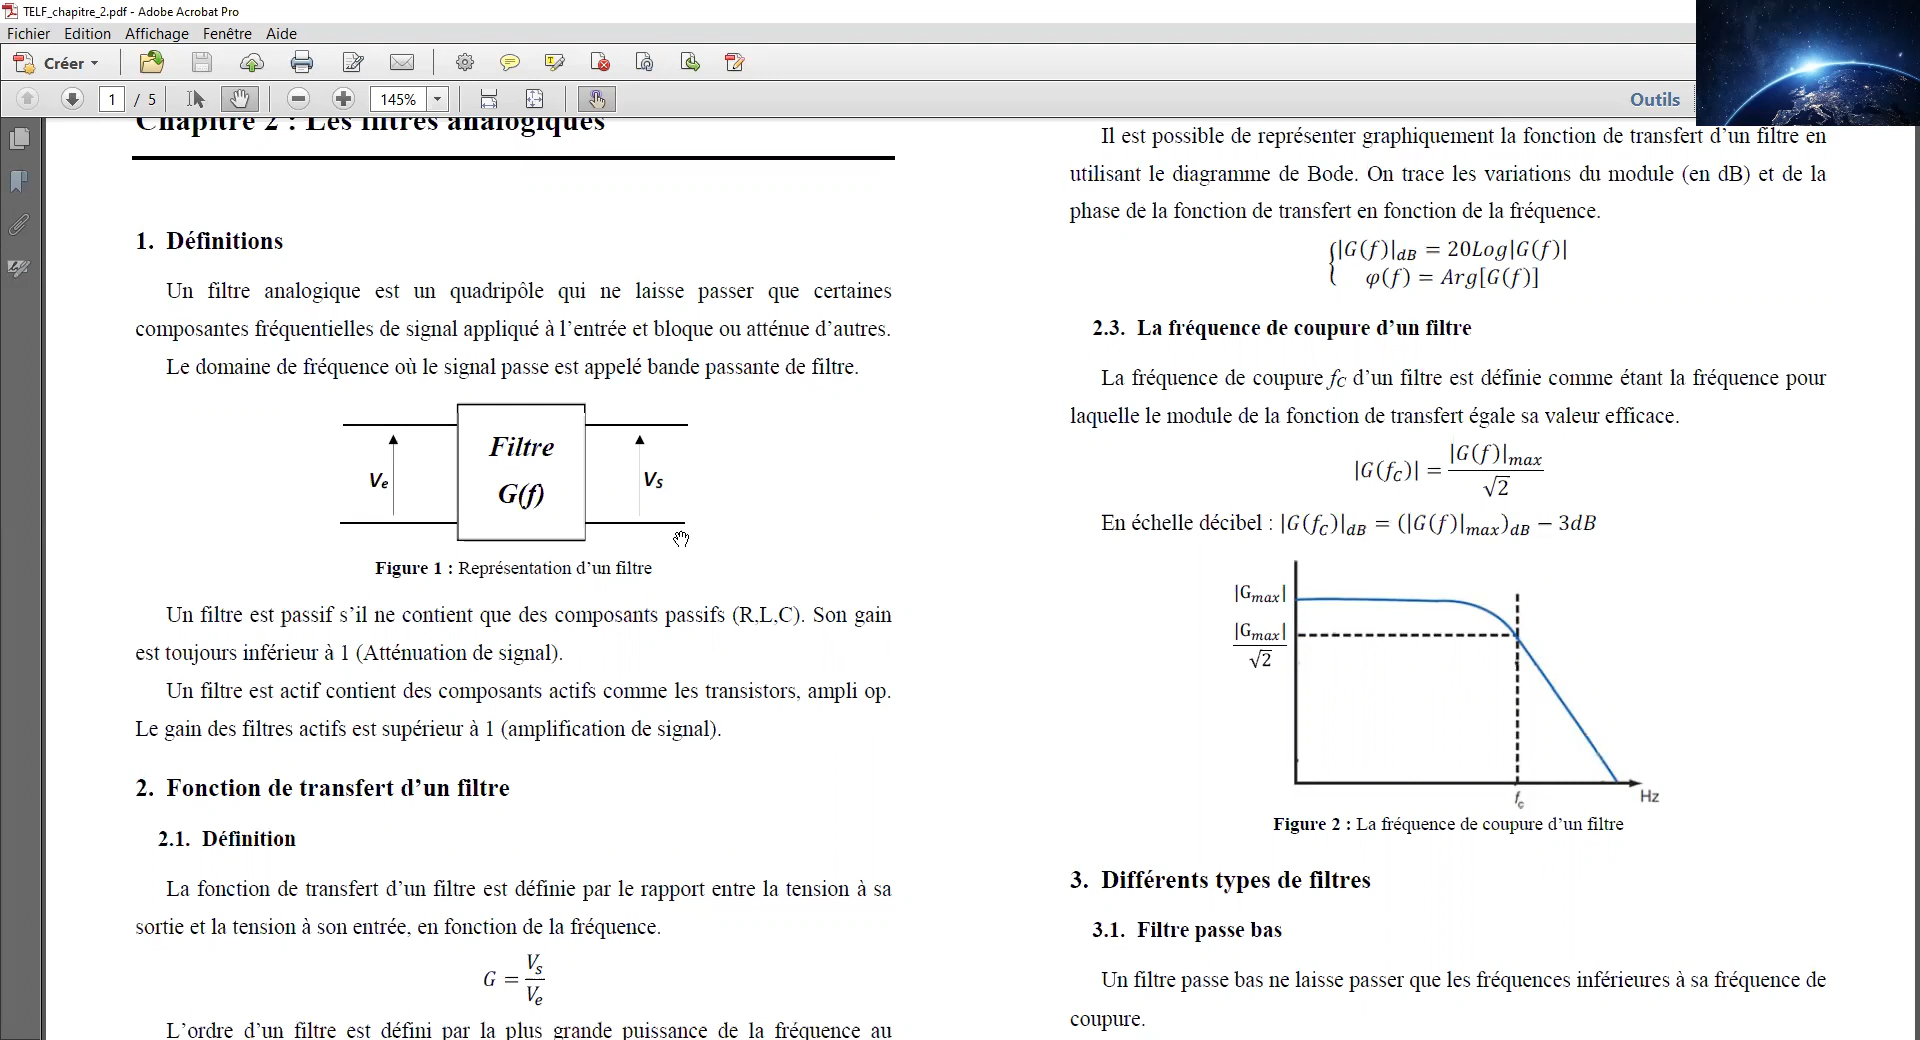 TELF_chapitre_2.pdf - Adobe Acrobat Pro
Fichier Edition Affichage Fenêtre Aide
Créer
1 / 5 145% Outils
Chapitre 2 : Les filtres analogiques
1. Définitions
Un filtre analogique est un quadripôle qui ne laisse passer que certaines
composantes fréquentielles de signal appliqué à l’entrée et bloque ou atténue d’autres.
Le domaine de fréquence où le signal passe est appelé bande passante de filtre.
Filtre
Ve
G(f)
Vs
Figure 1 : Représentation d’un filtre
Un filtre est passif s’il ne contient que des composants passifs (R,L,C). Son gain
est toujours inférieur à 1 (Atténuation de signal).
Un filtre est actif contient des composants actifs comme les transistors, ampli op.
Le gain des filtres actifs est supérieur à 1 (amplification de signal).
2. Fonction de transfert d’un filtre
2.1. Définition
La fonction de transfert d’un filtre est définie par le rapport entre la tension à sa
sortie et la tension à son entrée, en fonction de la fréquence.
G = Vs / Ve
L’ordre d’un filtre est défini par la plus grande puissance de la fréquence au
Il est possible de représenter graphiquement la fonction de transfert d’un filtre en
utilisant le diagramme de Bode. On trace les variations du module (en dB) et de la
phase de la fonction de transfert en fonction de la fréquence.
|G(f)|dB = 20Log|G(f)|
φ(f) = Arg[G(f)]
2.3. La fréquence de coupure d’un filtre
La fréquence de coupure fC d’un filtre est définie comme étant la fréquence pour
laquelle le module de la fonction de transfert égale sa valeur efficace.
|G(fC)| = |G(f)|max / √2
En échelle décibel : |G(fC)|dB = (|G(f)|max)dB − 3dB
|Gmax|
|Gmax| / √2
fc
Hz
Figure 2 : La fréquence de coupure d’un filtre
3. Différents types de filtres
3.1. Filtre passe bas
Un filtre passe bas ne laisse passer que les fréquences inférieures à sa fréquence de
coupure.